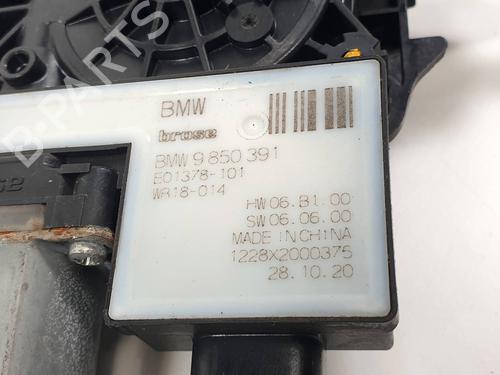 BMW
brose
BMW 9 850 391
E01378-101
WR18-014
HW 06.B1.00
SW 06.06.00
MADE IN CHINA
1228X2000375
28.10.20
B-PARTS